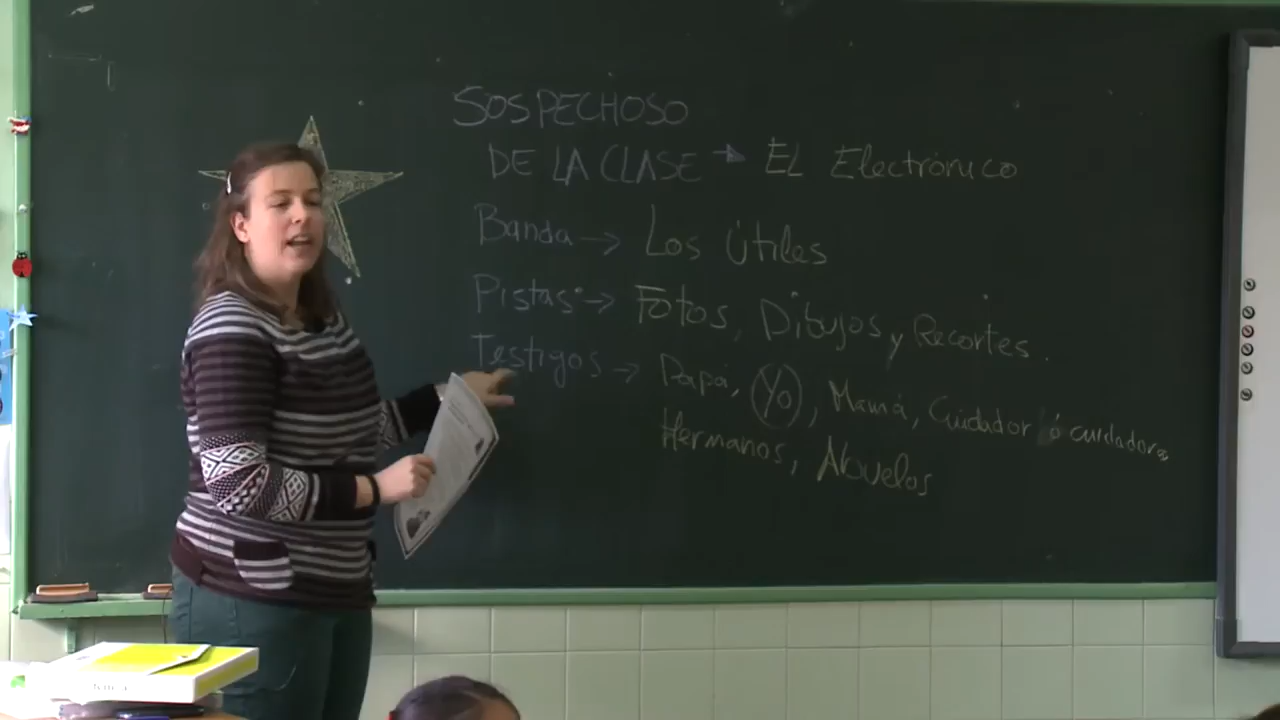 SOSPECHOSO
DE LA CLASE → EL Electrónico
Banda → Los Útiles
Pistas → Fotos, Dibujos y Recortes.
Testigos → Papá, Yo, Mamá, Cuidador ó cuidadora
Hermanos, Abuelos